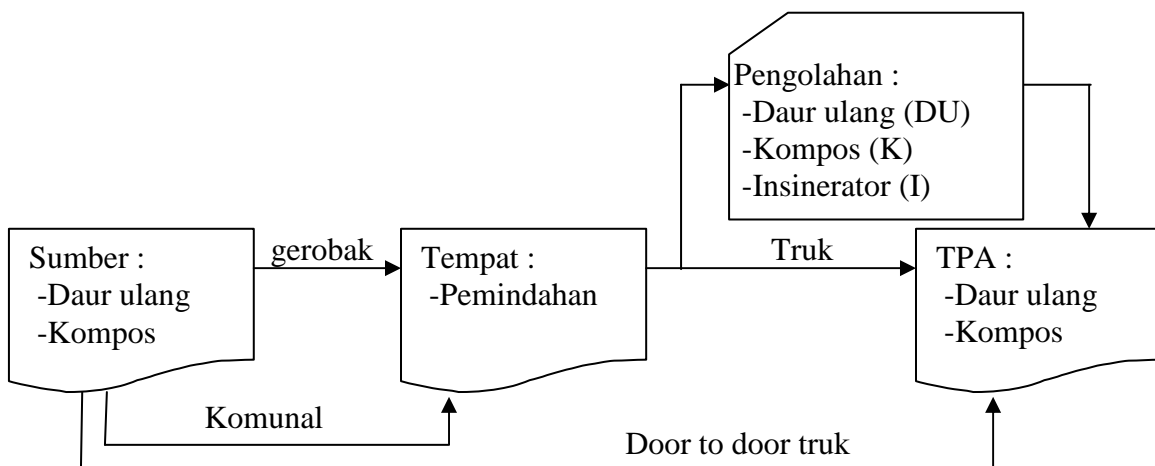 Pengolahan :
-Daur ulang (DU)
-Kompos (K)
-Insinerator (I)
Sumber :
-Daur ulang
-Kompos
gerobak
Tempat :
-Pemindahan
Truk
TPA :
-Daur ulang
-Kompos
Komunal
Door to door truk